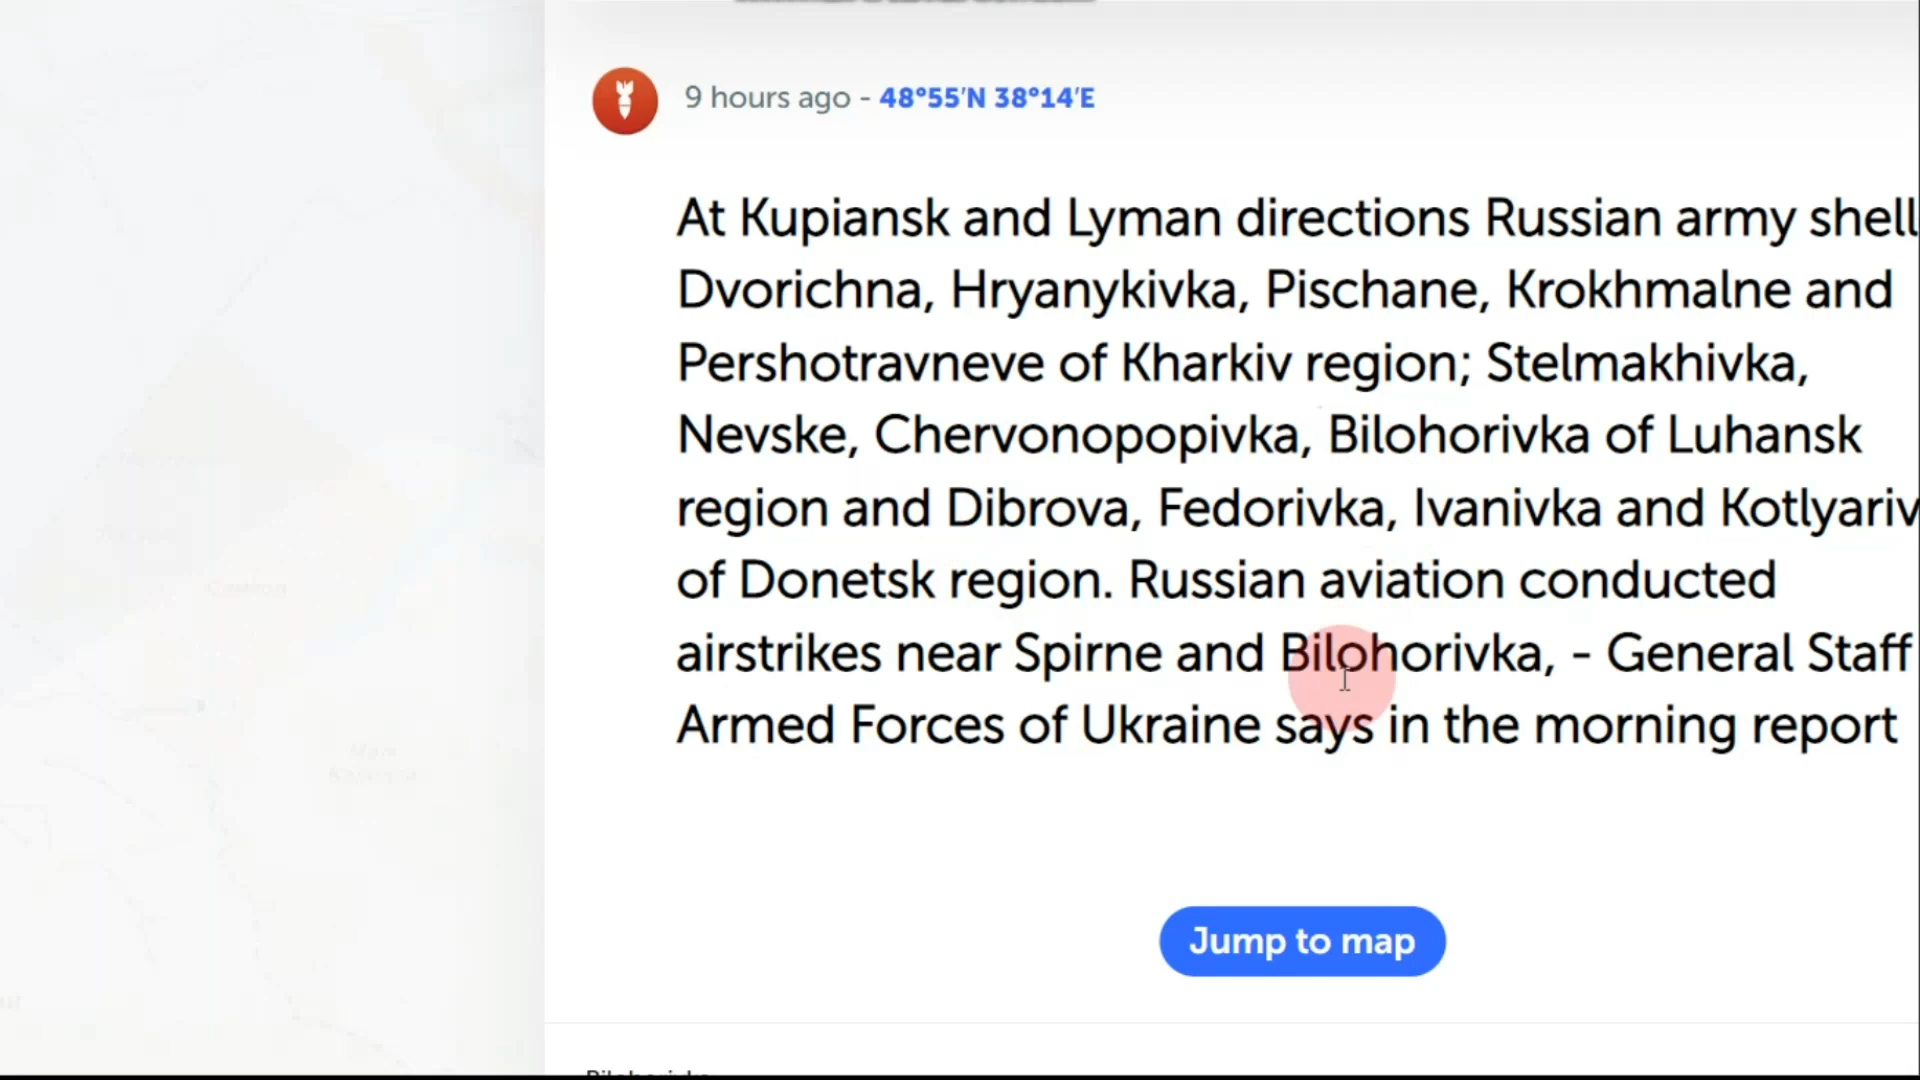 9 hours ago - 48°55′N 38°14′E
At Kupiansk and Lyman directions Russian army shell
Dvorichna, Hryanykivka, Pischane, Krokhmalne and
Pershotravneve of Kharkiv region; Stelmakhivka,
Nevske, Chervonopopivka, Bilohorivka of Luhansk
region and Dibrova, Fedorivka, Ivanivka and Kotlyariv
of Donetsk region. Russian aviation conducted
airstrikes near Spirne and Bilohorivka, - General Staff
Armed Forces of Ukraine says in the morning report
Jump to map